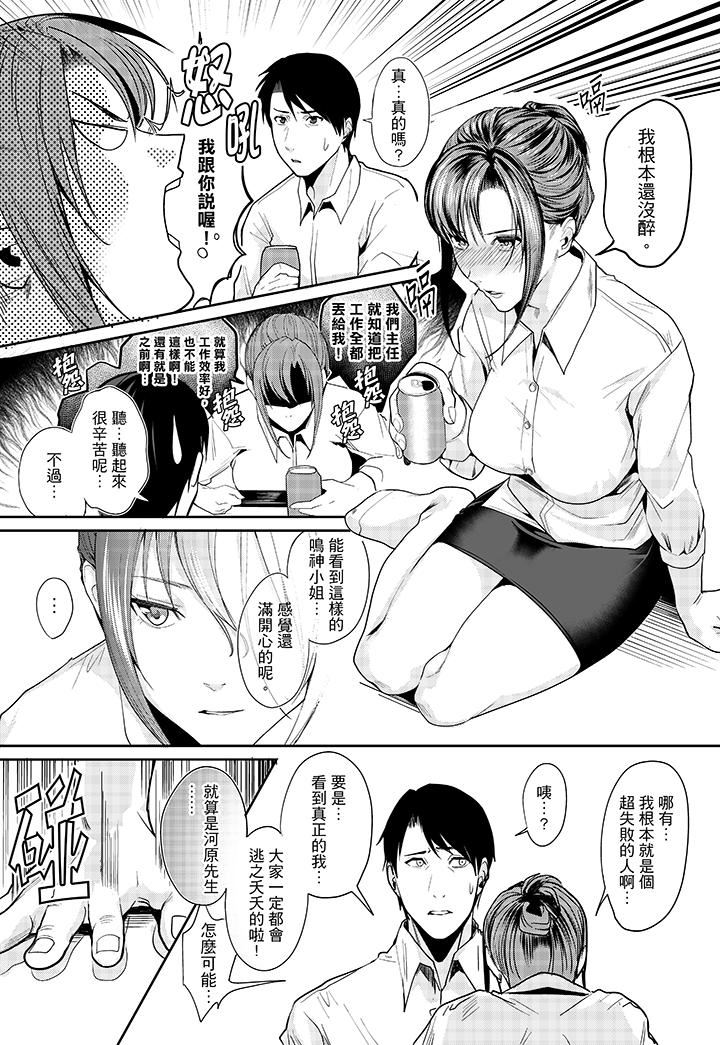 我根本還沒醉。
嗝
嗝
真…真的嗎？
怒吼
我跟你說喔！
嗝
嗝
我們主任
就知道把
工作全都
丟給我！
就算我
工作效率好。
也不能
這樣啊！
還有就是
之前啊…
抱怨
抱怨
抱怨
抱怨
聽…聽起來
很辛苦呢…
不過…
能看到這樣的
鳴神小姐…
感覺還
滿開心的呢。
…
哪有…
我根本就是個
超失敗的人啊…
咦…？
要是…
看到真正的我…
大家一定都會
逃之夭夭的啦！
就算是河原先生
……
怎麼可能…
碰